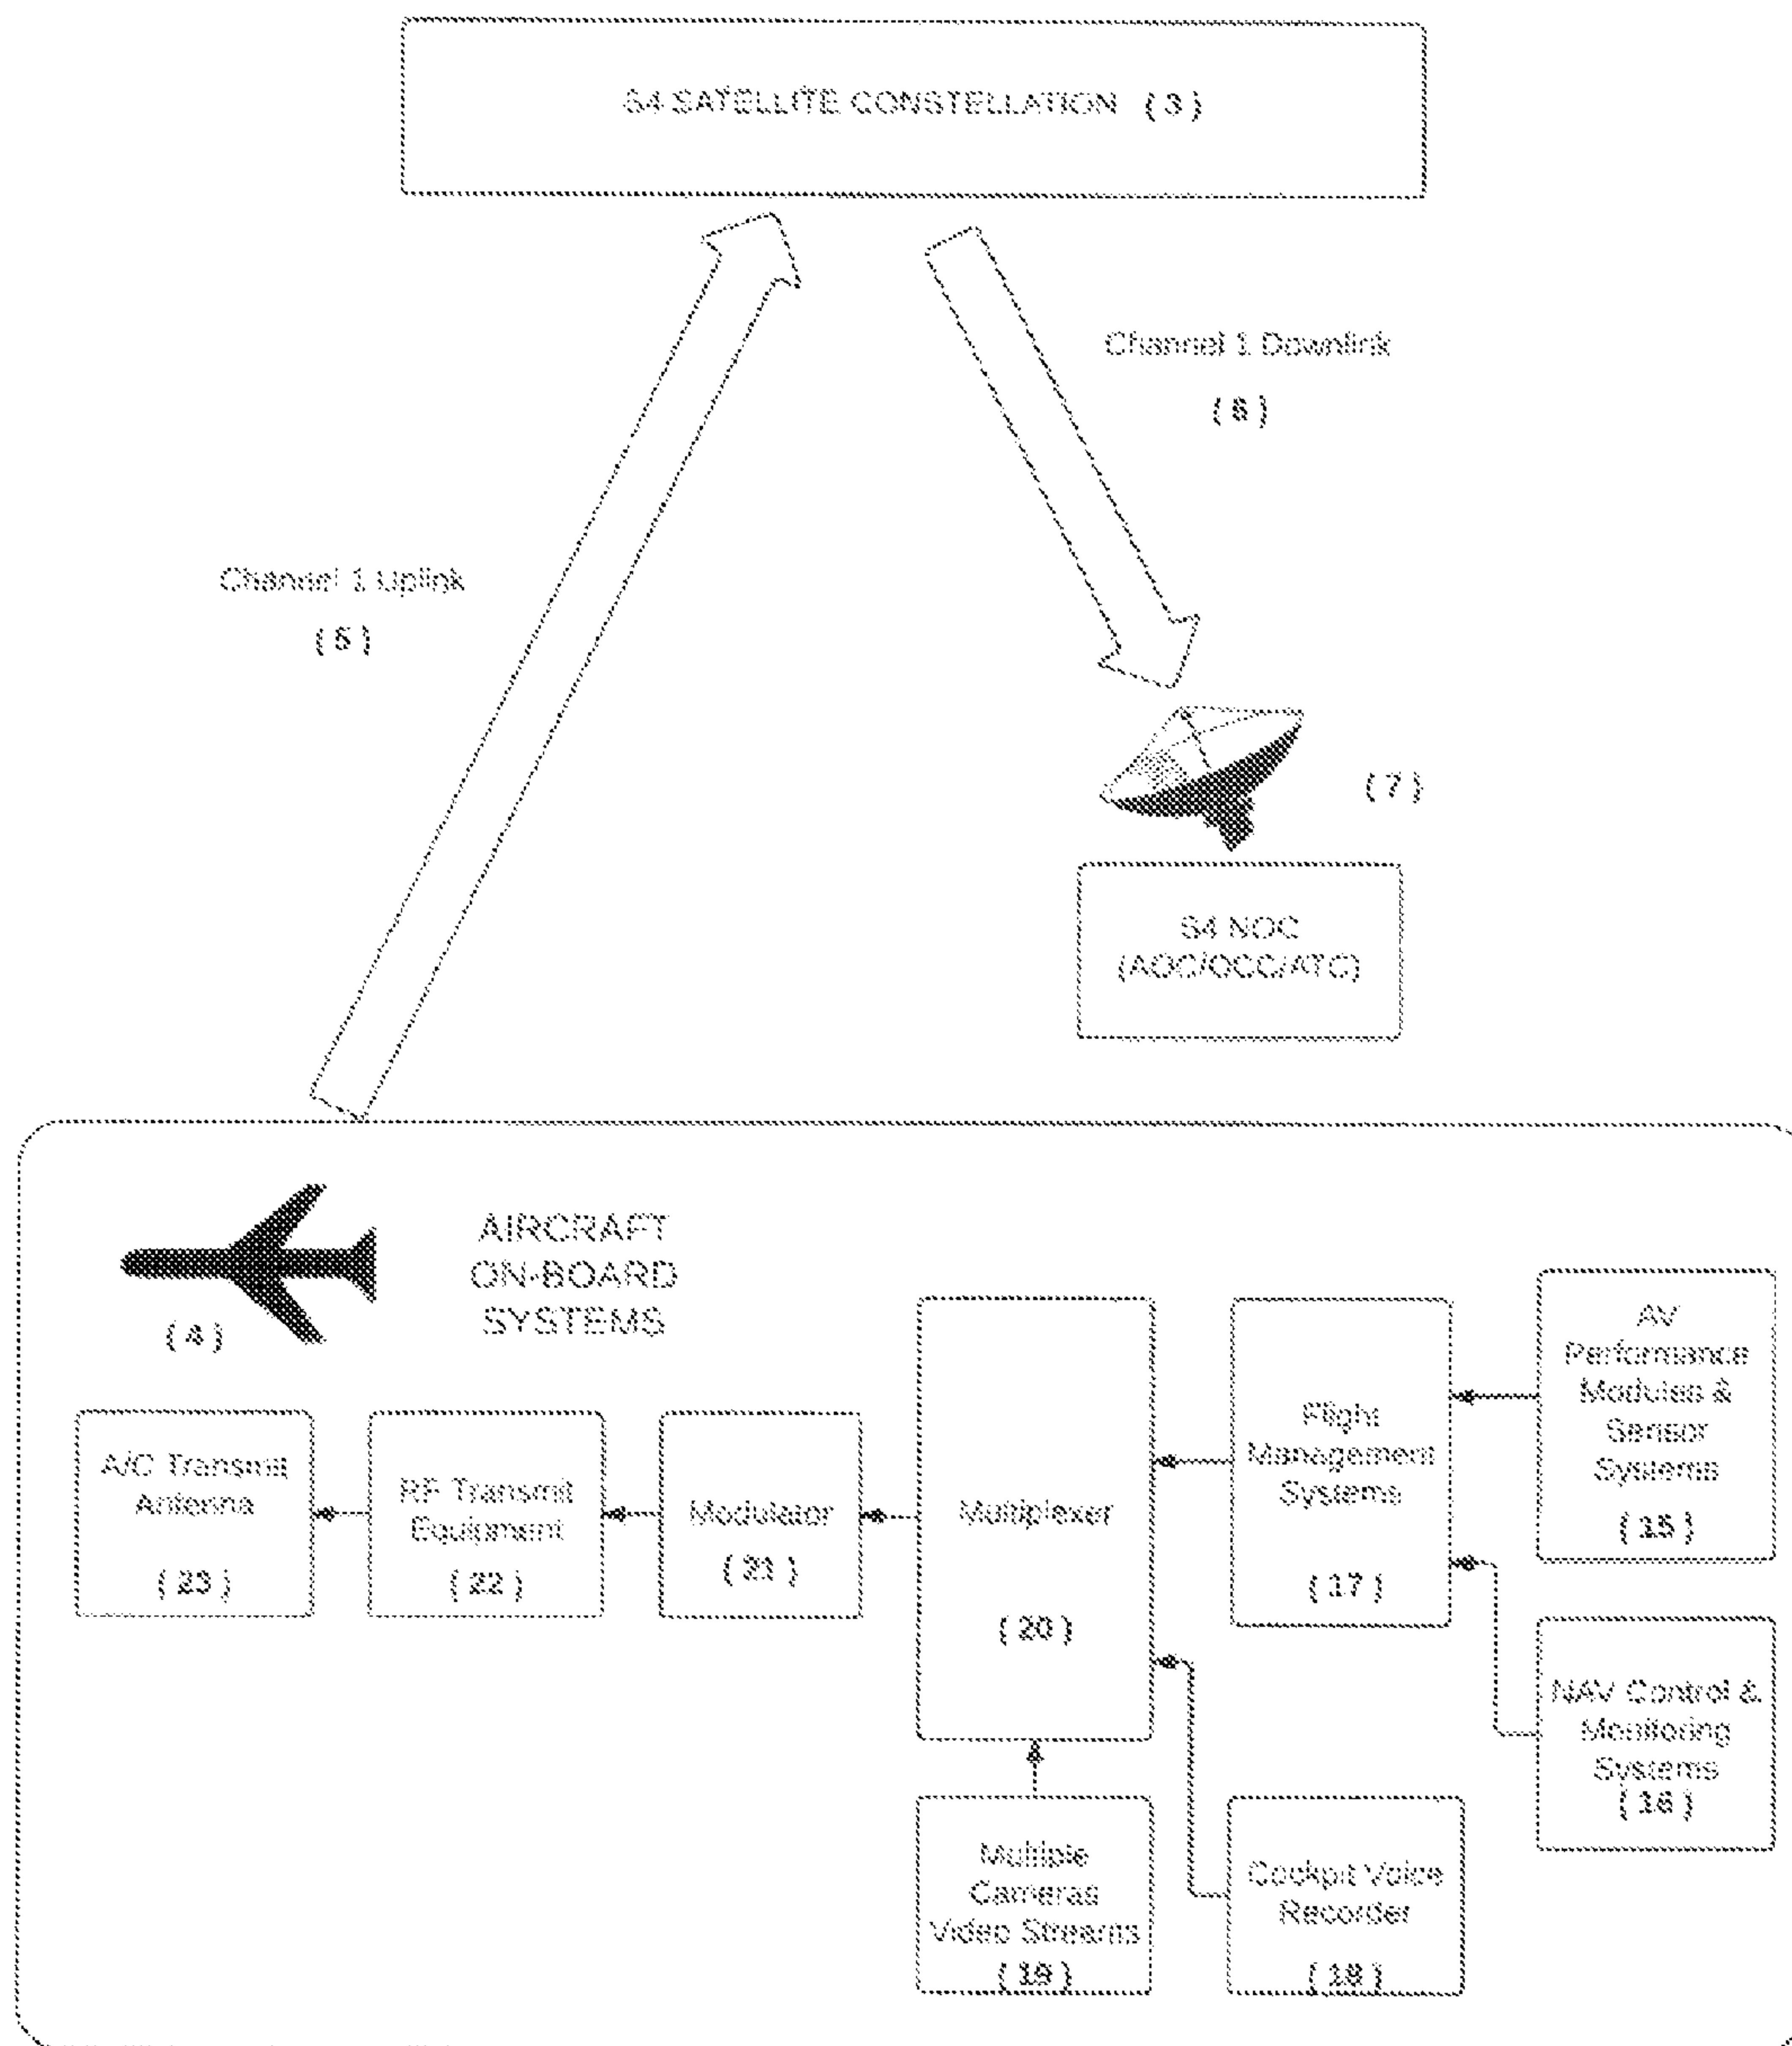 S4 SATELLITE CONSTELLATION ( 3 )
Channel 1 Downlink
( 6 )
Channel 1 Uplink
( 5 )
( 7 )
S4 NOC
(AOC/OCC/ATC)
AIRCRAFT
ON-BOARD
SYSTEMS
( 4 )
A/C Transmit
Antenna
( 23 )
RF Transmit
Equipment
( 22 )
Modulator
( 21 )
Multiplexer
( 20 )
Flight
Management
Systems
( 17 )
AV
Performance
Modules &
Sensor
Systems
( 15 )
NAV Control &
Monitoring
Systems
( 16 )
Multiple
Cameras
Video Streams
( 19 )
Cockpit Voice
Recorder
( 18 )